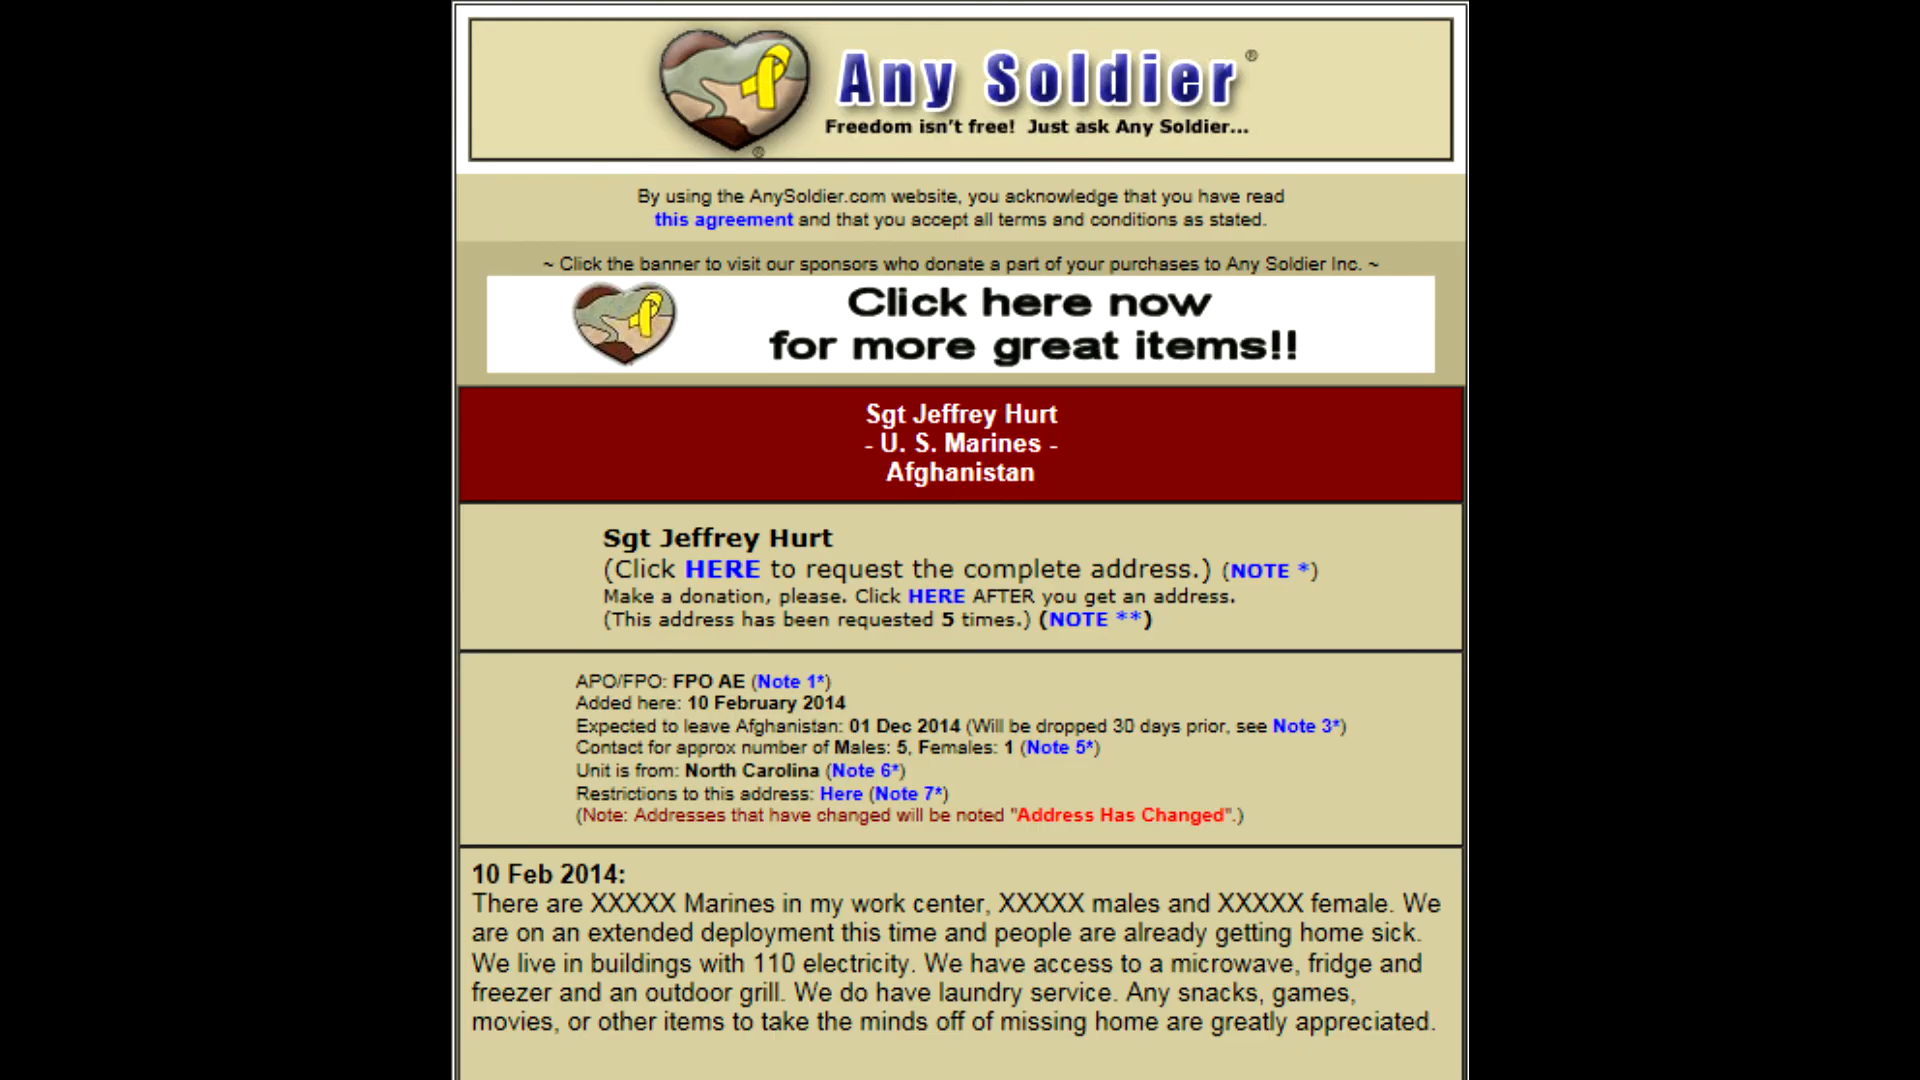 Any Soldier®
Freedom isn't free!  Just ask Any Soldier...
®
By using the AnySoldier.com website, you acknowledge that you have read
this agreement and that you accept all terms and conditions as stated.
~ Click the banner to visit our sponsors who donate a part of your purchases to Any Soldier Inc. ~
Click here now
for more great items!!
Sgt Jeffrey Hurt
- U. S. Marines -
Afghanistan
Sgt Jeffrey Hurt
(Click HERE to request the complete address.) (NOTE *)
Make a donation, please. Click HERE AFTER you get an address.
(This address has been requested 5 times.) (NOTE **)
APO/FPO: FPO AE (Note 1*)
Added here: 10 February 2014
Expected to leave Afghanistan: 01 Dec 2014 (Will be dropped 30 days prior, see Note 3*)
Contact for approx number of Males: 5, Females: 1 (Note 5*)
Unit is from: North Carolina (Note 6*)
Restrictions to this address: Here (Note 7*)
(Note: Addresses that have changed will be noted "Address Has Changed".)
10 Feb 2014:
There are XXXXX Marines in my work center, XXXXX males and XXXXX female. We
are on an extended deployment this time and people are already getting home sick.
We live in buildings with 110 electricity. We have access to a microwave, fridge and
freezer and an outdoor grill. We do have laundry service. Any snacks, games,
movies, or other items to take the minds off of missing home are greatly appreciated.